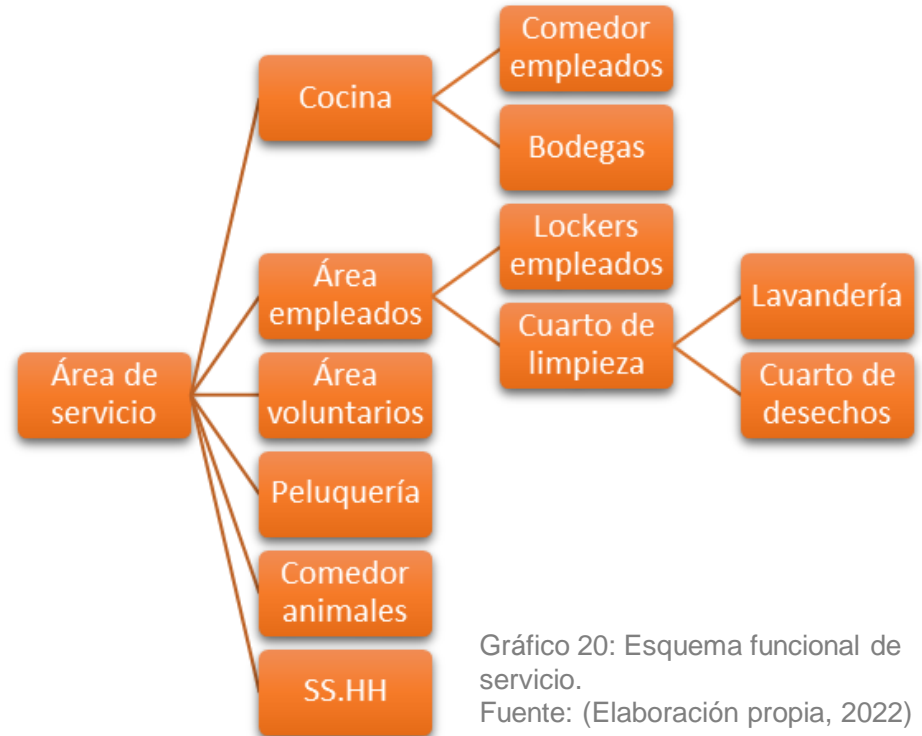 Comedor
empleados
Cocina
Bodegas
Lockers
empleados
Área
empleados
Lavandería
Cuarto de
limpieza
Área de
servicio
Área
voluntarios
Cuarto de
desechos
Peluquería
Comedor
animales
SS.HH
Gráfico 20: Esquema funcional de
servicio.
Fuente: (Elaboración propia, 2022)